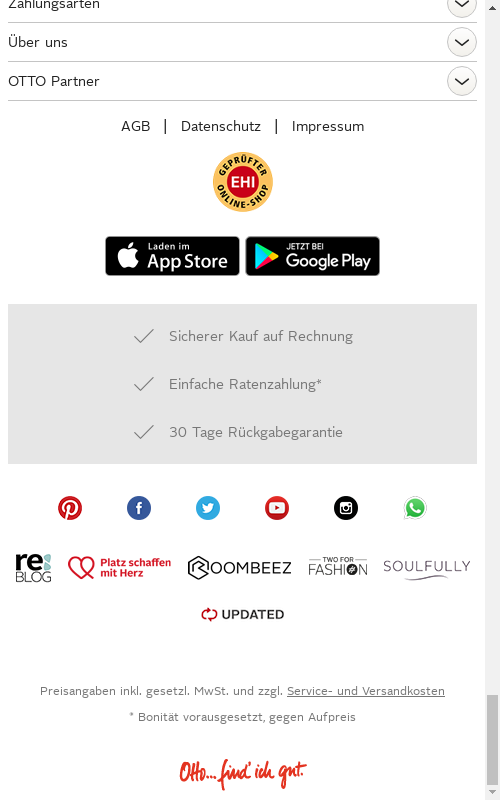 Zahlungsarten
Über uns
OTTO Partner
AGB | Datenschutz | Impressum
GEPRÜFTER
EHI
ONLINE-SHOP
Laden im
App Store
JETZT BEI
Google Play
Sicherer Kauf auf Rechnung
Einfache Ratenzahlung*
30 Tage Rückgabegarantie
re:
BLOG
Platz schaffen
mit Herz
ROOMBEEZ
TWO FOR
FASHION
SOULFULLY
UPDATED
Preisangaben inkl. gesetzl. MwSt. und zzgl. Service- und Versandkosten
* Bonität vorausgesetzt, gegen Aufpreis
Otto... find' ich gut.